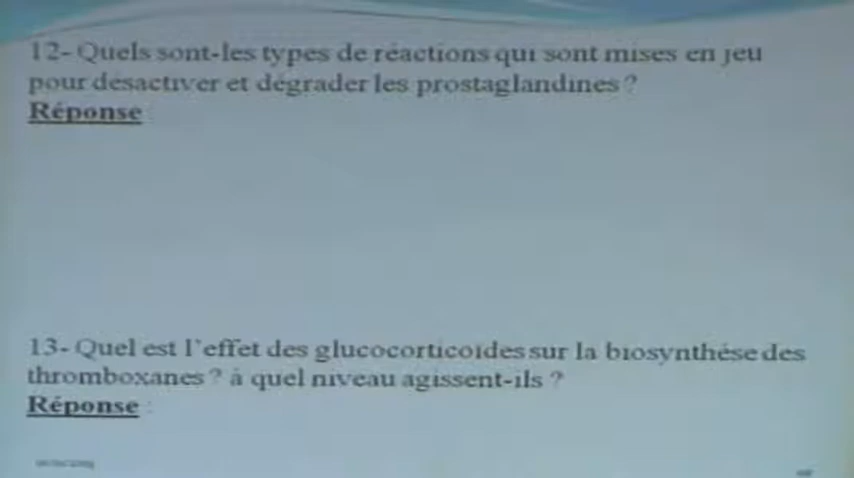 12- Quels sont-les types de réactions qui sont mises en jeu
pour désactiver et dégrader les prostaglandines ?
Réponse :
13- Quel est l'effet des glucocorticoïdes sur la biosynthèse des
thromboxanes ? à quel niveau agissent-ils ?
Réponse :